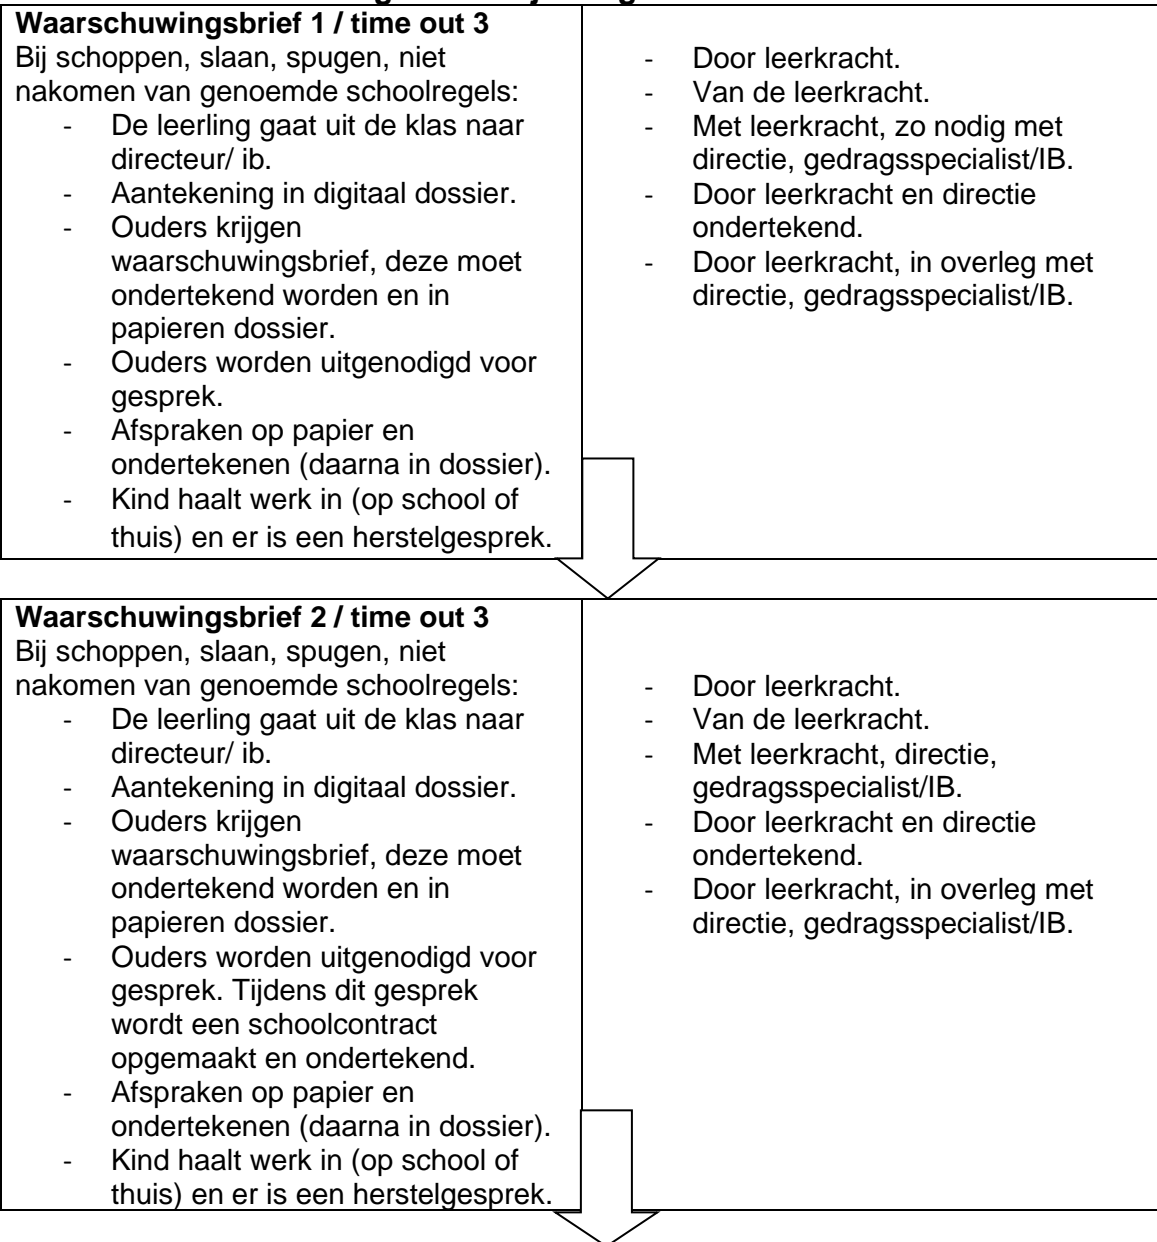 Waarschuwingsbrief 1 / time out 3
Bij schoppen, slaan, spugen, niet
nakomen van genoemde schoolregels:
- De leerling gaat uit de klas naar
directeur/ ib.
- Aantekening in digitaal dossier.
- Ouders krijgen
waarschuwingsbrief, deze moet
ondertekend worden en in
papieren dossier.
- Ouders worden uitgenodigd voor
gesprek.
- Afspraken op papier en
ondertekenen (daarna in dossier).
- Kind haalt werk in (op school of
thuis) en er is een herstelgesprek.
- Door leerkracht.
- Van de leerkracht.
- Met leerkracht, zo nodig met
directie, gedragsspecialist/IB.
- Door leerkracht en directie
ondertekend.
- Door leerkracht, in overleg met
directie, gedragsspecialist/IB.
Waarschuwingsbrief 2 / time out 3
Bij schoppen, slaan, spugen, niet
nakomen van genoemde schoolregels:
- De leerling gaat uit de klas naar
directeur/ ib.
- Aantekening in digitaal dossier.
- Ouders krijgen
waarschuwingsbrief, deze moet
ondertekend worden en in
papieren dossier.
- Ouders worden uitgenodigd voor
gesprek. Tijdens dit gesprek
wordt een schoolcontract
opgemaakt en ondertekend.
- Afspraken op papier en
ondertekenen (daarna in dossier).
- Kind haalt werk in (op school of
thuis) en er is een herstelgesprek.
- Door leerkracht.
- Van de leerkracht.
- Met leerkracht, directie,
gedragsspecialist/IB.
- Door leerkracht en directie
ondertekend.
- Door leerkracht, in overleg met
directie, gedragsspecialist/IB.